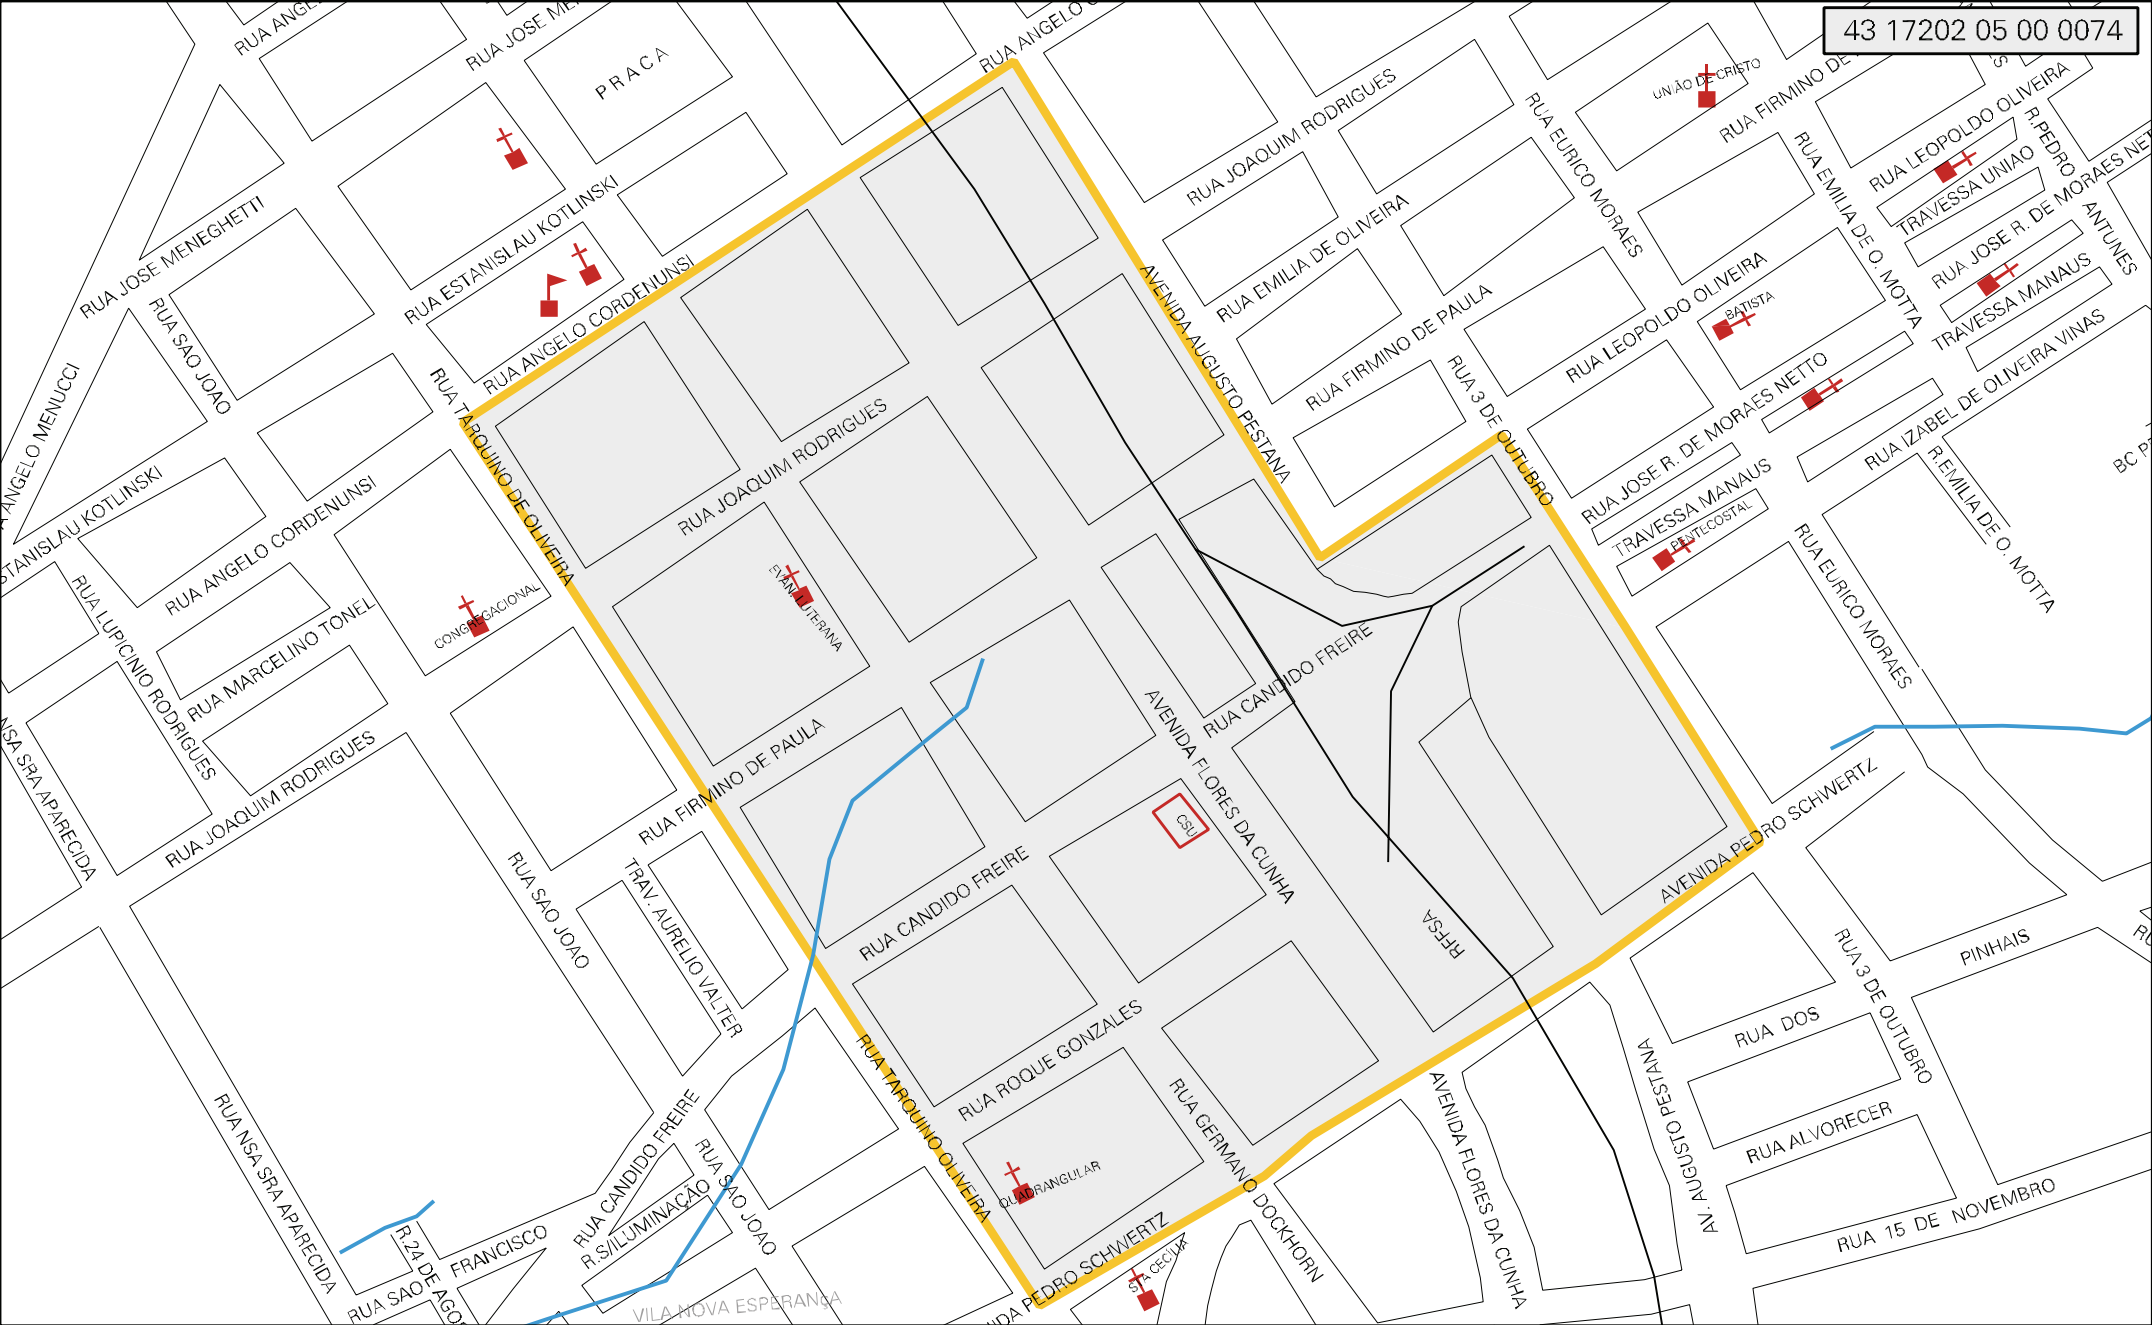 43 17202 05 00 0074
RUA JOSE
PRACA
RUA ANGELO
UNIÃO DE CRISTO
RUA FIRMINO DE
RUA LEOPOLDO OLIVEIRA
R.PEDRO
ANTUNES
TRAVESSA UNIAO
RUA JOSE R. DE MORAES
RUA JOAQUIM RODRIGUES
RUA EURICO MORAES
RUA EMILIA DE O. MOTTA
RUA JOSE MENEGHETTI
RUA ESTANISLAU KOTLINSKI
RUA ANGELO CORDENUNSI
RUA EMILIA DE OLIVEIRA
AVENIDA AUGUSTO PESTANA
RUA FIRMINO DE PAULA
RUA LEOPOLDO OLIVEIRA
BATISTA
TRAVESSA MANAUS
RUA IZABEL DE OLIVEIRA VINAS
RUA SAO JOAO
ANGELO MENUCCI
RUA TARQUINO DE OLIVEIRA
RUA JOAQUIM RODRIGUES
RUA 3 DE OUTUBRO
RUA JOSE R. DE MORAES NETTO
TRAVESSA MANAUS
PENTECOSTAL
R.EMILIA DE O. MOTTA
STANISLAU KOTLINSKI
RUA ANGELO CORDENUNSI
RUA LUPICINIO RODRIGUES
RUA MARCELINO TONEL
CONGREGACIONAL
EVAN. LUTERANA
RUA EURICO MORAES
RUA CANDIDO FREIRE
AVENIDA FLORES DA CUNHA
NSA SRA APARECIDA
RUA JOAQUIM RODRIGUES
RUA FIRMINO DE PAULA
CSU
AVENIDA PEDRO SCHWERTZ
RUA SAO JOAO
TRAV. AURELIO VALTER
RUA CANDIDO FREIRE
RFFSA
RUA 3 DE OUTUBRO
PINHAIS
RUA DOS
RUA ROQUE GONZALES
RUA TARQUINO OLIVEIRA
RUA GERMANO DOCKHORN
AVENIDA FLORES DA CUNHA
AV. AUGUSTO PESTANA
RUA ALVORECER
RUA 15 DE NOVEMBRO
RUA NSA SRA APARECIDA
RUA CANDIDO FREIRE
RUA SAO JOAO
R.S/ILUMINAÇÃO
QUADRANGULAR
R.24 DE
RUA SAO FRANCISCO
PEDRO SCHWERTZ
STA CECILIA
VILA NOVA ESPERANçA